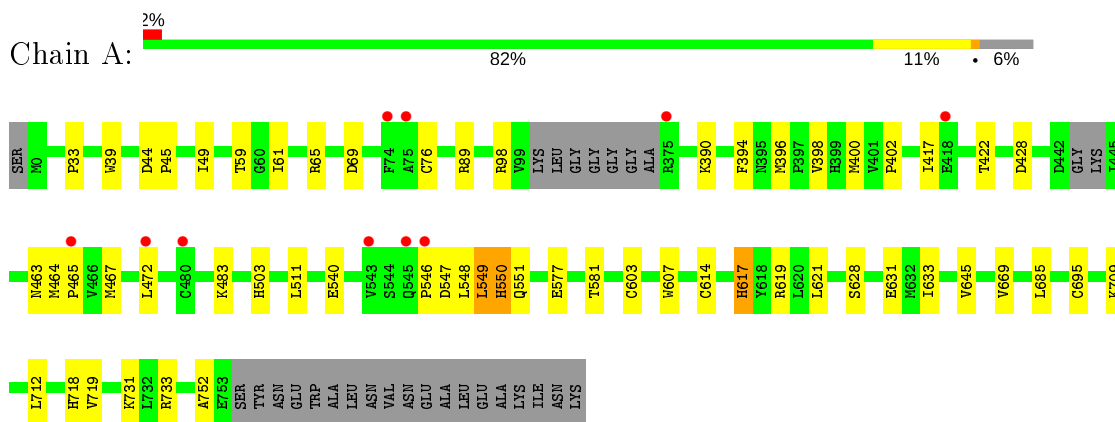 2%
Chain A:
82% 11% • 6%
SER M0 P33 W39 D44 P45 I49 T59 G60 I61 R65 D69 F74 A75 C76 R89 R98 V99 LYS LEU GLY GLY GLY GLY ALA R375 K390 F394 N395 M396 P397 V398 H399 M400 V401 P402 I417 E418 T422 D428 D442 GLY LYS I445
N463 M464 P465 V466 M467 L472 C480 K483 H503 L511 E540 V543 S544 Q545 P546 D547 L548 L549 H550 Q551 E577 T581 C603 W607 C614 H617 Y618 R619 L620 L621 S628 E631 M632 I633 V645 V669 L685 C695 K709
L712 H718 V719 K731 L732 R733 A752 E753 SER TYR ASN GLU TRP ALA LEU ASN VAL ASN GLU ALA LEU GLU ALA LYS ILE ASN LYS